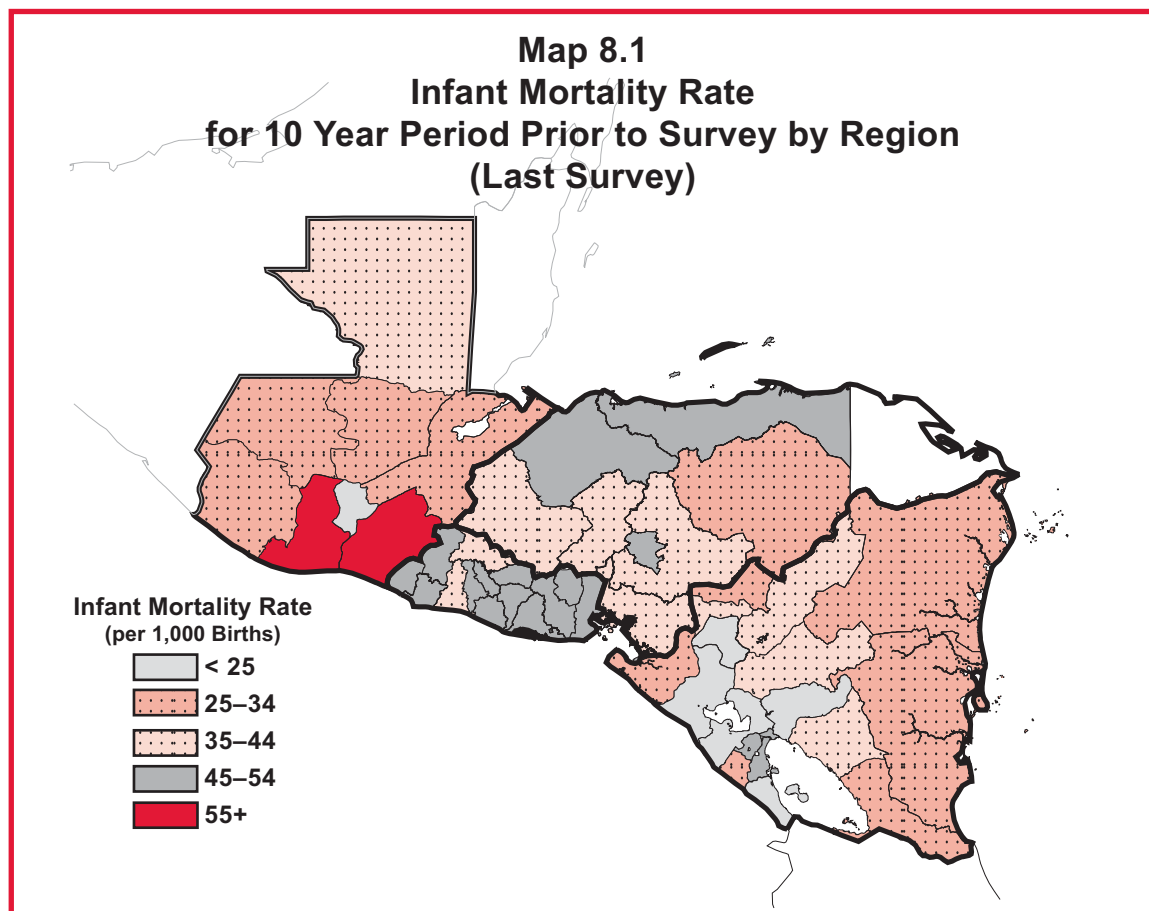 Map 8.1
Infant Mortality Rate
for 10 Year Period Prior to Survey by Region
(Last Survey)
Infant Mortality Rate
(per 1,000 Births)
< 25
25–34
35–44
45–54
55+